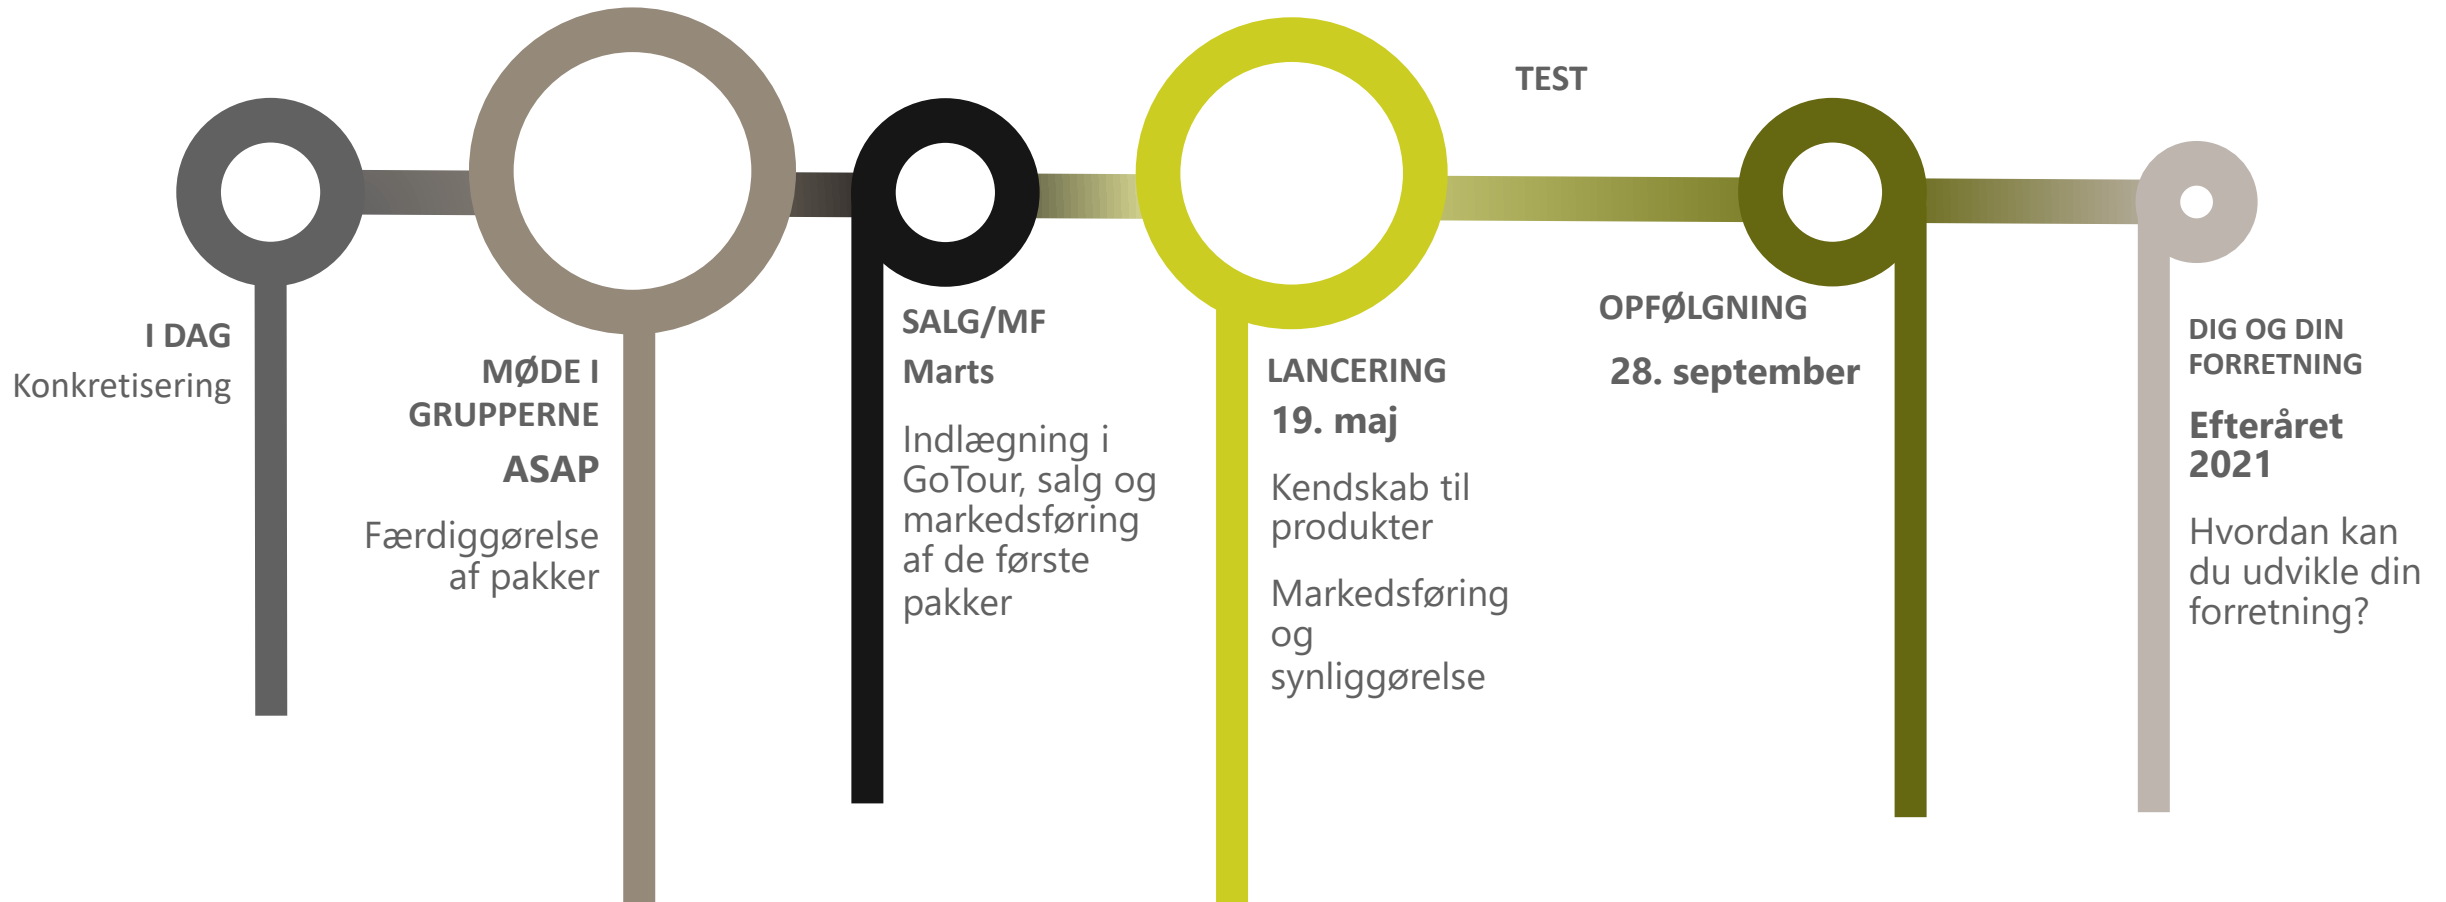 I DAG
Konkretisering
MØDE I
GRUPPERNE
ASAP
Færdiggørelse
af pakker
SALG/MF
Marts
Indlægning i
GoTour, salg og
markedsføring
af de første
pakker
LANCERING
19. maj
Kendskab til
produkter
Markedsføring
og
synliggørelse
TEST
OPFØLGNING
28. september
DIG OG DIN
FORRETNING
Efteråret
2021
Hvordan kan
du udvikle din
forretning?